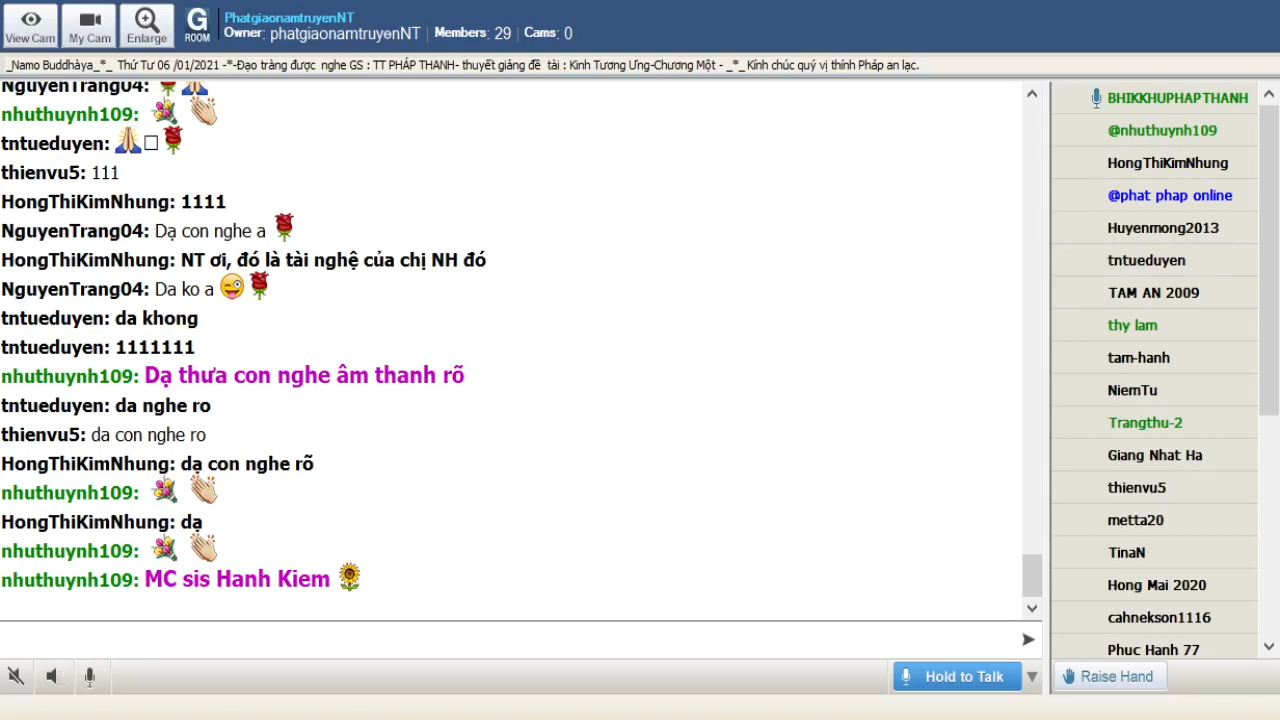 View Cam
My Cam
Enlarge
G
ROOM
PhatgiaonamtruyenNT
Owner: phatgiaonamtruyenNT | Members: 29 | Cams: 0
_Namo Buddhàya_*_ Thứ Tư 06 /01/2021 -*-Đạo tràng được nghe GS : TT PHÁP THANH- thuyết giảng đề tài : Kinh Tương Ưng-Chương Một - _*_Kính chúc quý vị thính Pháp an lạc.
NguyenTrang04: 🌹🙏
nhuthuynh109: 💐 👏
tntueduyen: 🙏□🌹
thienvu5: 111
HongThiKimNhung: 1111
NguyenTrang04: Dạ con nghe a 🌹
HongThiKimNhung: NT ơi, đó là tài nghệ của chị NH đó
NguyenTrang04: Da ko a 😜🌹
tntueduyen: da khong
tntueduyen: 1111111
nhuthuynh109: Dạ thưa con nghe âm thanh rõ
tntueduyen: da nghe ro
thienvu5: da con nghe ro
HongThiKimNhung: dạ con nghe rõ
nhuthuynh109: 💐 👏
HongThiKimNhung: dạ
nhuthuynh109: 💐 👏
nhuthuynh109: MC sis Hanh Kiem 🌻
Hold to Talk
BHIKKHUPHAPTHANH
@nhuthuynh109
HongThiKimNhung
@phat phap online
Huyenmong2013
tntueduyen
TAM AN 2009
thy lam
tam-hanh
NiemTu
Trangthu-2
Giang Nhat Ha
thienvu5
metta20
TinaN
Hong Mai 2020
cahnekson1116
Phuc Hanh 77
Raise Hand